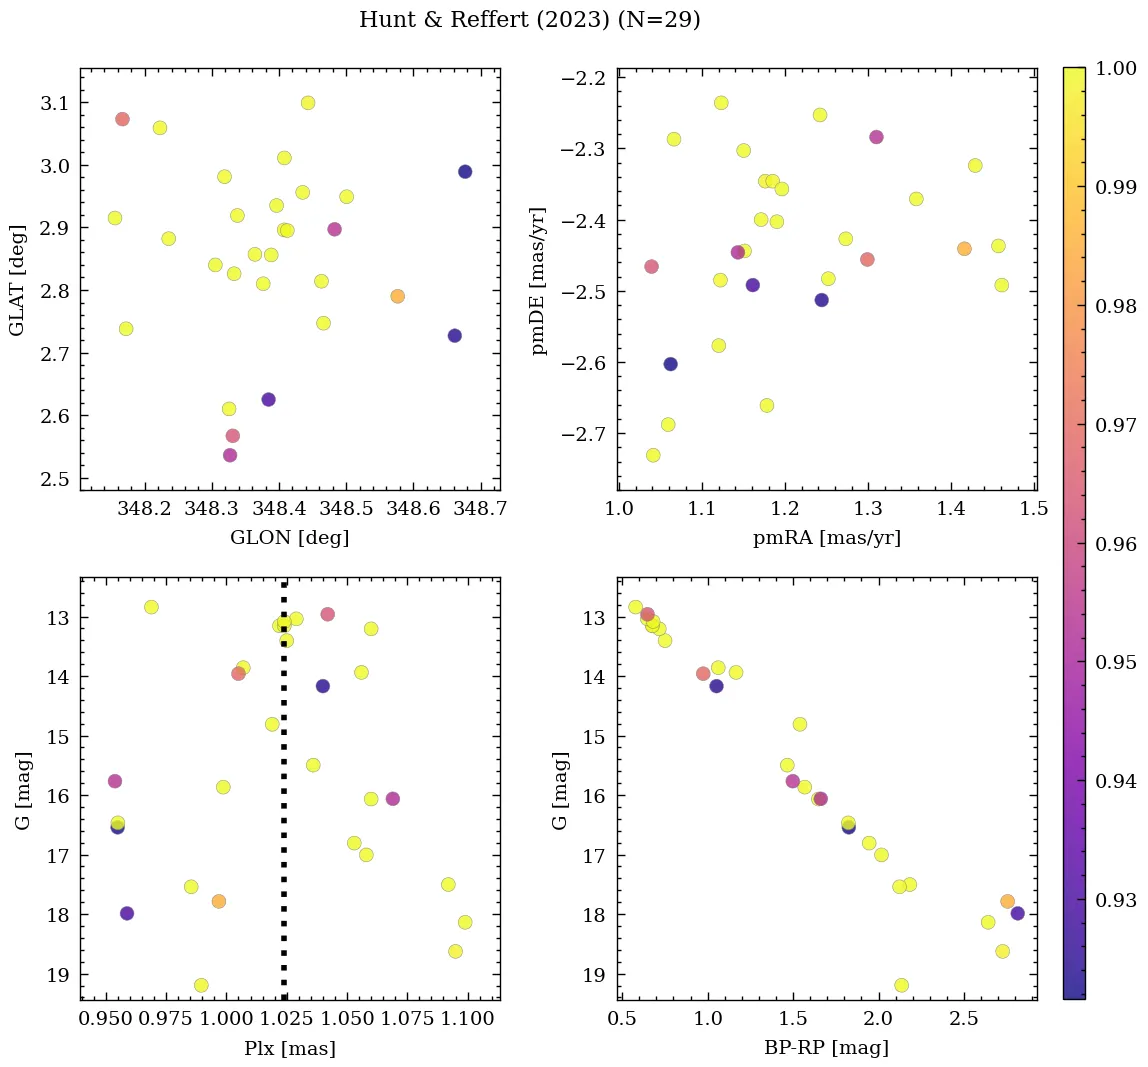 Hunt & Reffert (2023) (N=29)
3.1
3.0
2.9
2.8
2.7
2.6
2.5
GLAT [deg]
348.2 348.3 348.4 348.5 348.6 348.7
GLON [deg]
−2.2
−2.3
−2.4
−2.5
−2.6
−2.7
pmDE [mas/yr]
1.0 1.1 1.2 1.3 1.4 1.5
pmRA [mas/yr]
13
14
15
16
17
18
19
G [mag]
0.950 0.975 1.000 1.025 1.050 1.075 1.100
Plx [mas]
13
14
15
16
17
18
19
G [mag]
0.5 1.0 1.5 2.0 2.5
BP-RP [mag]
1.00
0.99
0.98
0.97
0.96
0.95
0.94
0.93